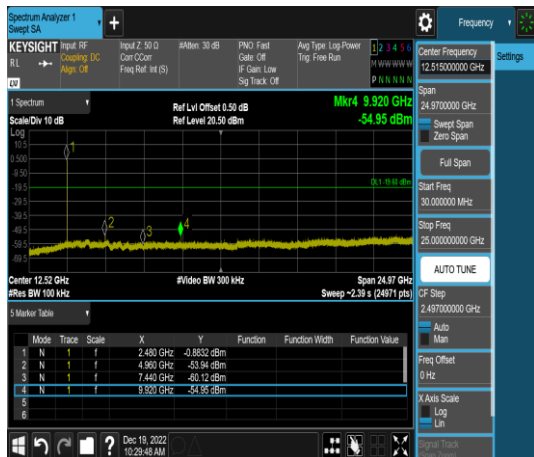 Spectrum Analyzer 1
Swept SA
+
Frequency
KEYSIGHT
Input: RF
Input Z: 50 Ω
#Atten: 30 dB
PNO: Fast
Avg Type: Log-Power
1 2 3 4 5 6
RL
Coupling: DC
Corr CCorr
Gate: Off
Trig: Free Run
M W W W W W
Align: Off
Freq Ref: Int (S)
IF Gain: Low
Sig Track: Off
P N N N N N
LXI
Center Frequency
12.515000000 GHz
Settings
Span
24.9700000 GHz
Swept Span
Zero Span
Full Span
Start Freq
30.000000 MHz
Stop Freq
25.000000000 GHz
AUTO TUNE
CF Step
2.497000000 GHz
Auto
Man
Freq Offset
0 Hz
X Axis Scale
Log
Lin
Signal Track
1 Spectrum
Ref Lvl Offset 0.50 dB
Mkr4 9.920 GHz
Scale/Div 10 dB
Ref Level 20.50 dBm
-54.95 dBm
Log
10.5
0.500
-9.50
-19.5
-29.5
-39.5
-49.5
-59.5
-69.5
1
2
3
4
Center 12.52 GHz
#Video BW 300 kHz
Span 24.97 GHz
#Res BW 100 kHz
Sweep ~2.39 s (24971 pts)
5 Marker Table
Mode Trace Scale X Y Function Function Width Function Value
1 N 1 f 2.480 GHz -0.8832 dBm
2 N 1 f 4.960 GHz -53.94 dBm
3 N 1 f 7.440 GHz -60.12 dBm
4 N 1 f 9.920 GHz -54.95 dBm
5
6
?
Dec 19, 2022
10:29:48 AM